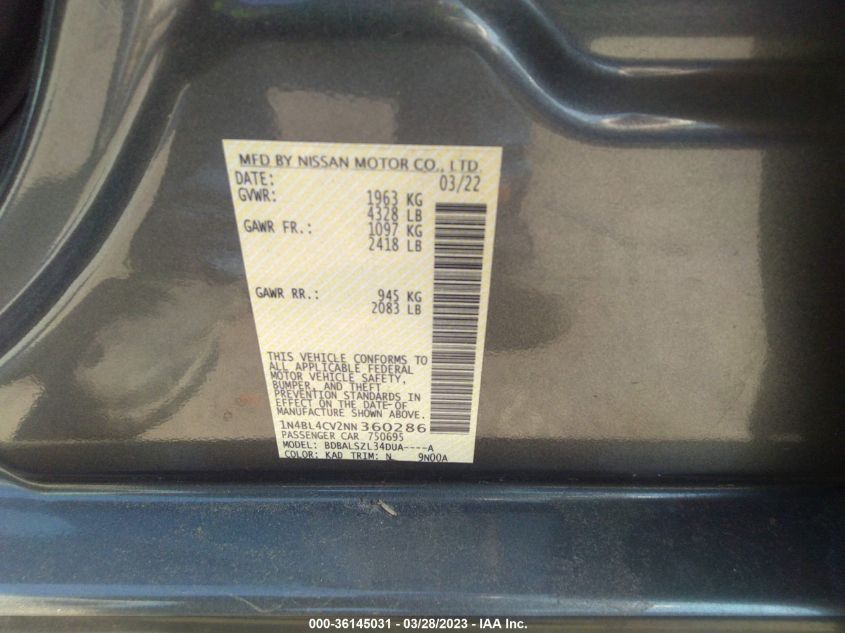 MFD BY NISSAN MOTOR CO., LTD.
DATE: 03/22
GVWR: 1963 KG
4328 LB
GAWR FR.: 1097 KG
2418 LB
GAWR RR.: 945 KG
2083 LB
THIS VEHICLE CONFORMS TO
ALL APPLICABLE FEDERAL
MOTOR VEHICLE SAFETY,
BUMPER, AND THEFT
PREVENTION STANDARDS IN
EFFECT ON THE DATE OF
MANUFACTURE SHOWN ABOVE.
1N4BL4CV2NN360286
PASSENGER CAR 750695
MODEL: BDBALSZL34DUA----A
COLOR: KAD TRIM: N 9N00A
000-36145031 - 03/28/2023 - IAA Inc.